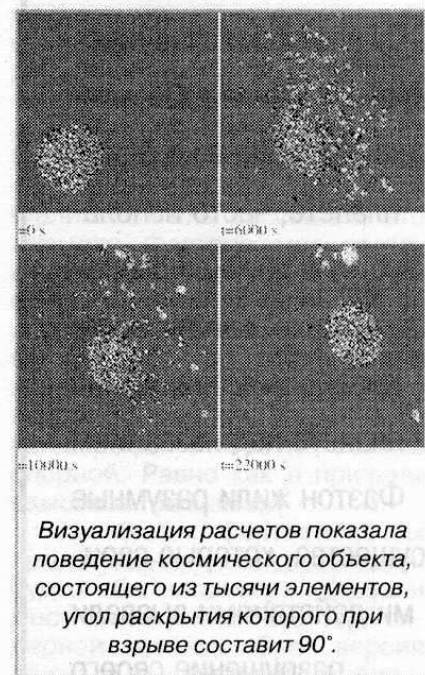 t=0 s
t=6000 s
t=10000 s
t=22000 s
Визуализация расчетов показала
поведение космического объекта,
состоящего из тысячи элементов,
угол раскрытия которого при
взрыве составит 90°.